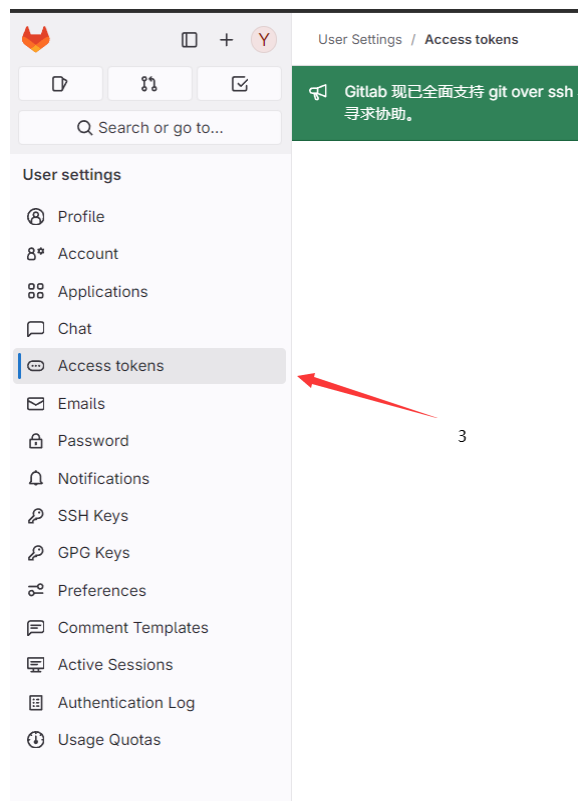 Y
User Settings / Access tokens
Gitlab 现已全面支持 git over ssh
寻求协助。
Search or go to...
User settings
Profile
Account
Applications
Chat
Access tokens
Emails
Password
Notifications
SSH Keys
GPG Keys
Preferences
Comment Templates
Active Sessions
Authentication Log
Usage Quotas
3